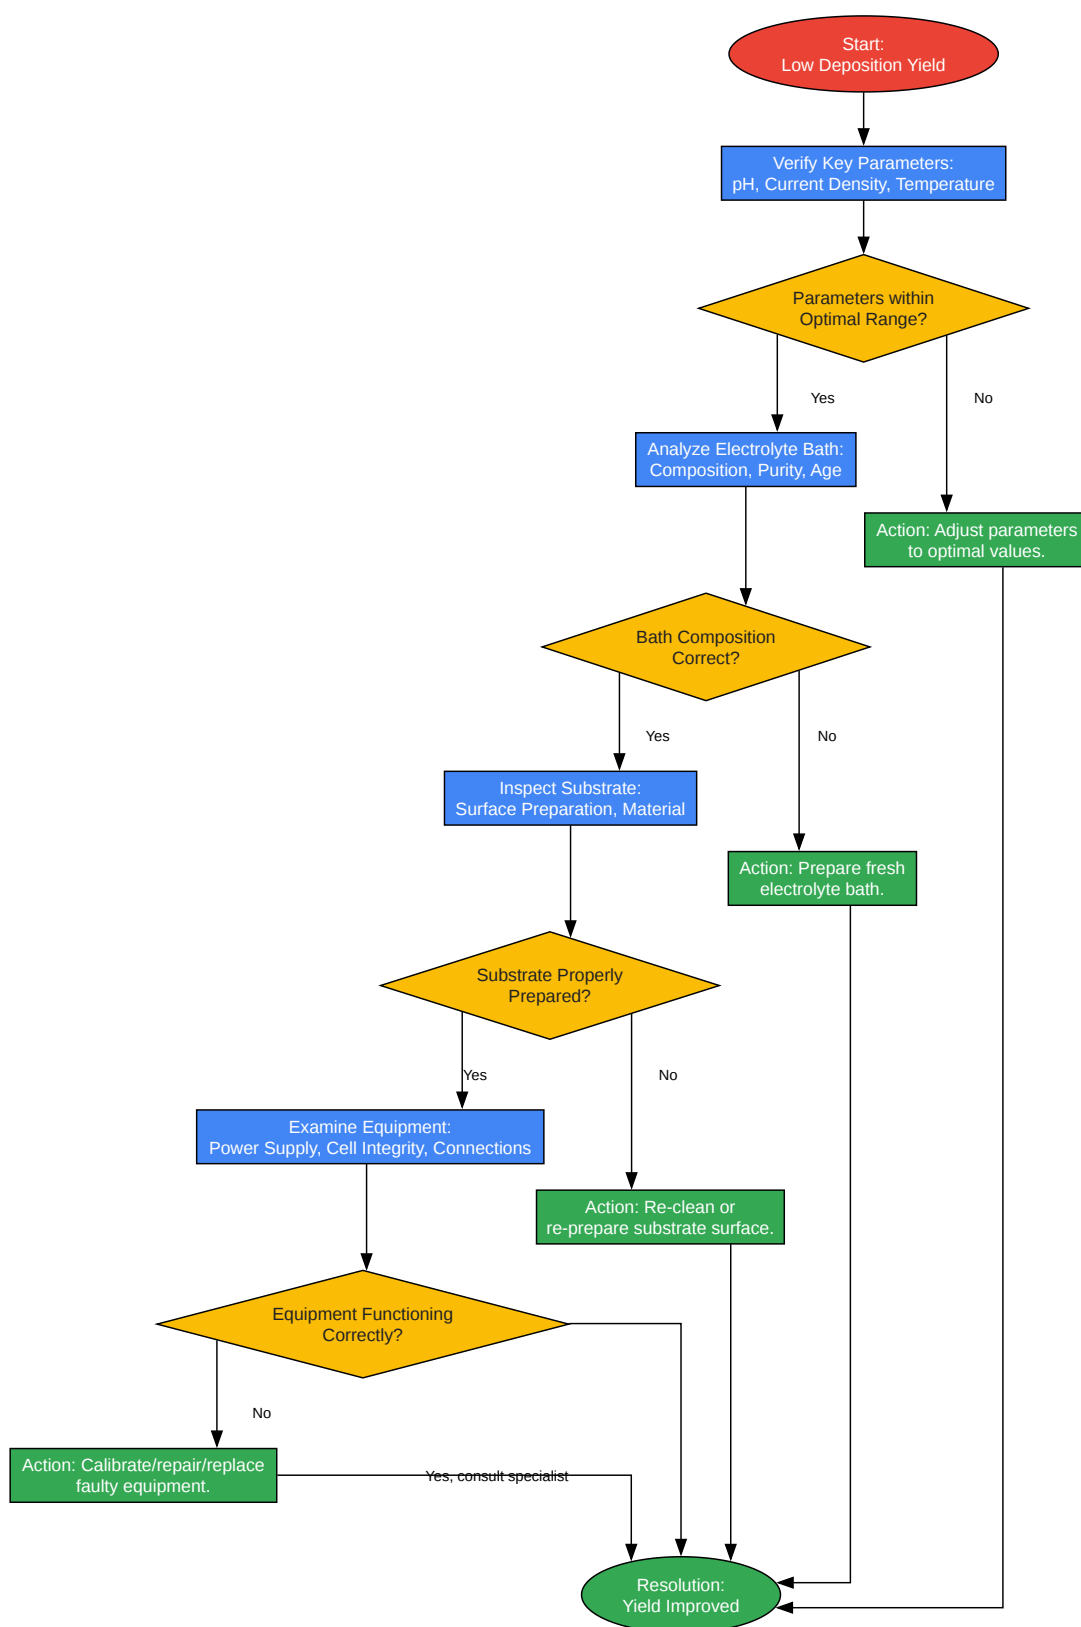 Start:
Low Deposition Yield
Verify Key Parameters:
pH, Current Density, Temperature
Parameters within
Optimal Range?
Yes
No
Analyze Electrolyte Bath:
Composition, Purity, Age
Action: Adjust parameters
to optimal values.
Bath Composition
Correct?
Yes
No
Inspect Substrate:
Surface Preparation, Material
Action: Prepare fresh
electrolyte bath.
Substrate Properly
Prepared?
Yes
No
Examine Equipment:
Power Supply, Cell Integrity, Connections
Action: Re-clean or
re-prepare substrate surface.
Equipment Functioning
Correctly?
No
Action: Calibrate/repair/replace
faulty equipment.
Yes, consult specialist
Resolution:
Yield Improved